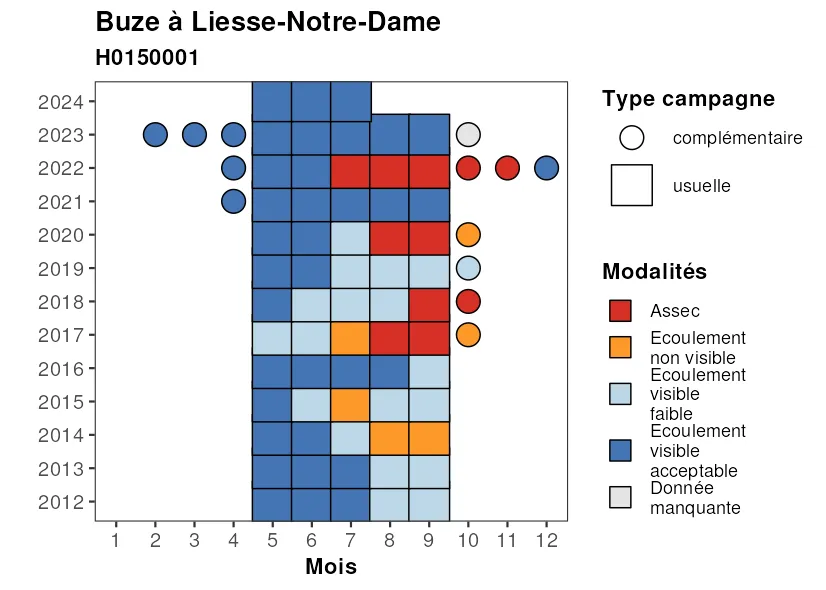 Buze à Liesse-Notre-Dame
H0150001
2024
2023
2022
2021
2020
2019
2018
2017
2016
2015
2014
2013
2012
1 2 3 4 5 6 7 8 9 10 11 12
Mois
Type campagne
complémentaire
usuelle
Modalités
Assec
Ecoulement
non visible
Ecoulement
visible
faible
Ecoulement
visible
acceptable
Donnée
manquante